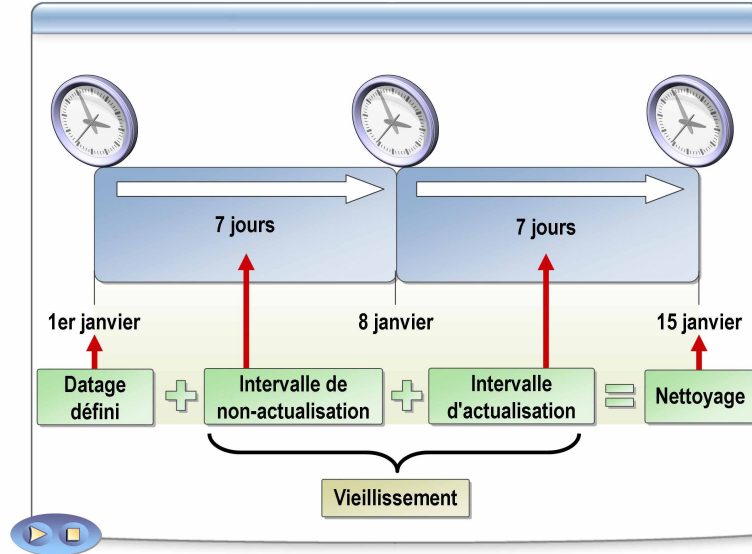 7 jours
7 jours
1er janvier
8 janvier
15 janvier
Datage
défini
Intervalle de
non-actualisation
Intervalle
d'actualisation
Nettoyage
Vieillissement